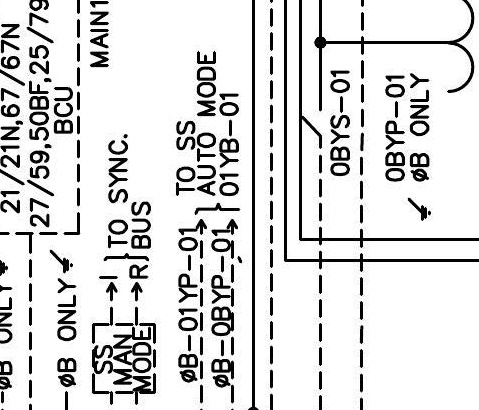 21/21N,67/67N
27/59,50BF,25/79
BCU
MAIN1
ØB ONLY
ØB ONLY
SS
MAN
MODE
I
R
TO SYNC.
BUS
TO SS
AUTO MODE
01YB-01
ØB-01YP-01
ØB-0BYP-01
0BYS-01
0BYP-01
ØB ONLY